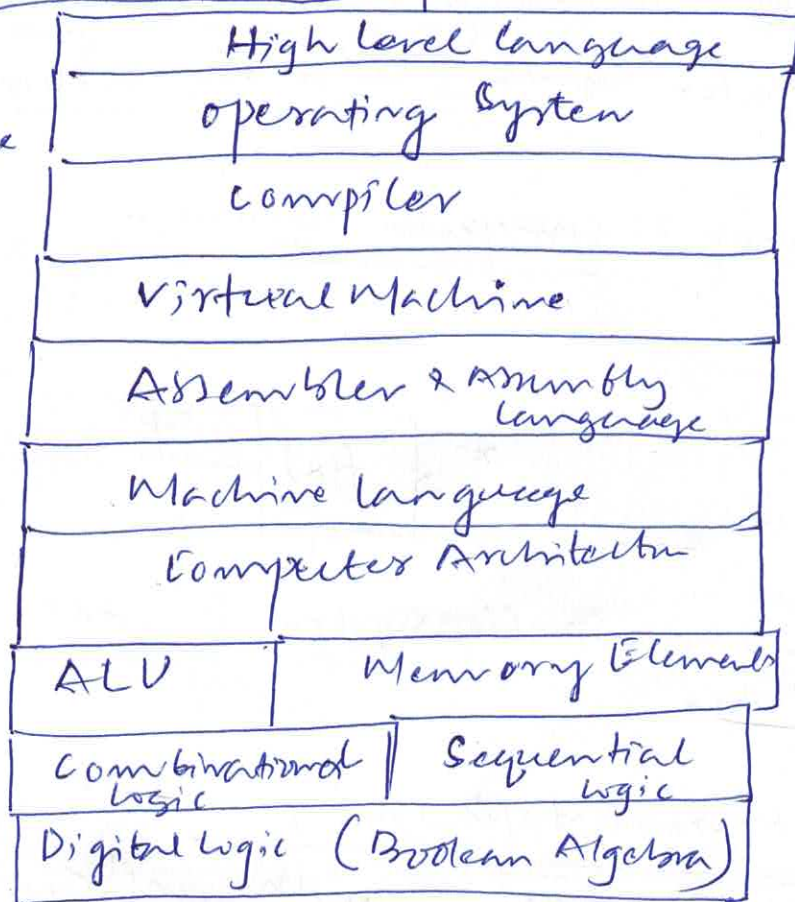 High Level language
operating System
e
compiler
Virtual Machine
Assembler & Assembly
language
Machine language
Computer Architectu
ALU Memory Elements
Combinational Sequential
logic logic
Digital logic (Boolean Algebra)